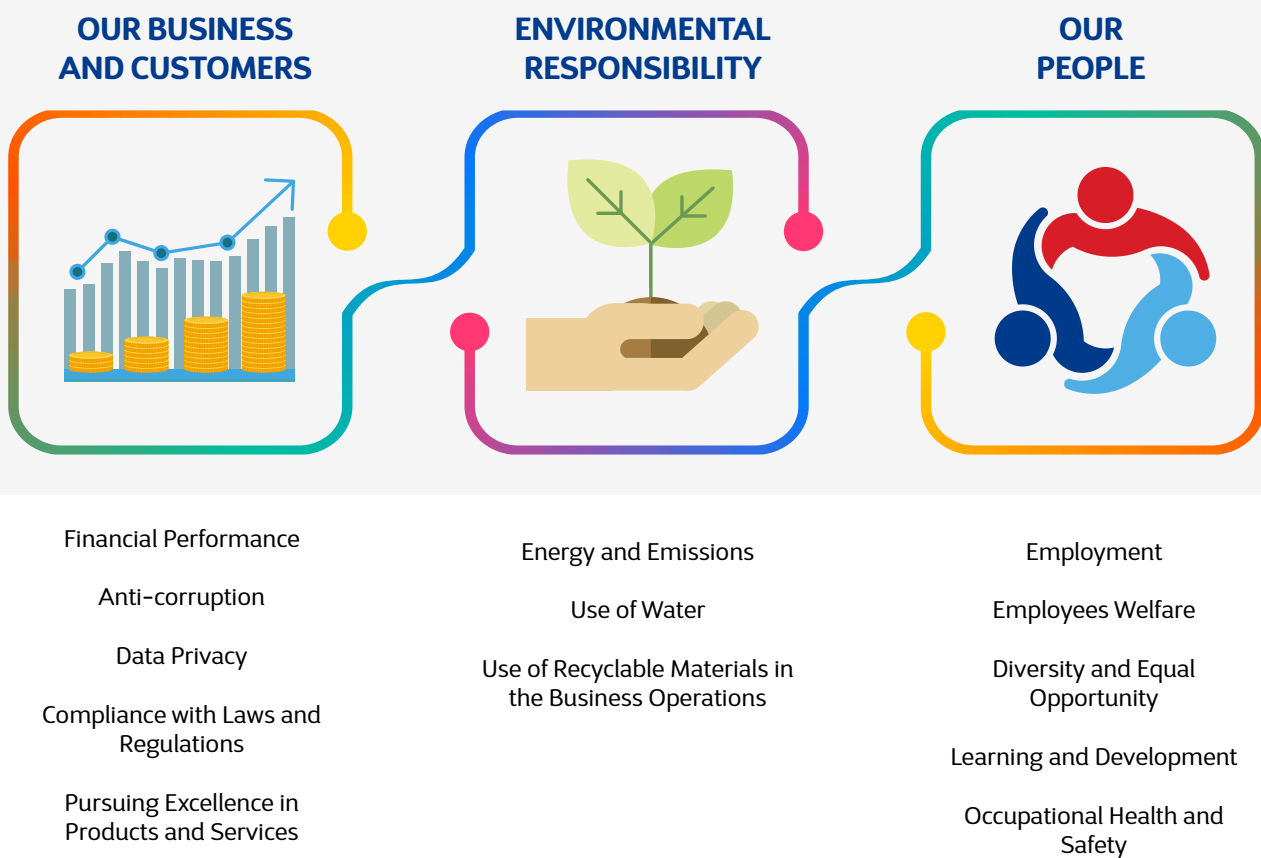 OUR BUSINESS
AND CUSTOMERS
ENVIRONMENTAL
RESPONSIBILITY
OUR
PEOPLE
Financial Performance
Anti-corruption
Data Privacy
Compliance with Laws and
Regulations
Pursuing Excellence in
Products and Services
Energy and Emissions
Use of Water
Use of Recyclable Materials in
the Business Operations
Employment
Employees Welfare
Diversity and Equal
Opportunity
Learning and Development
Occupational Health and
Safety